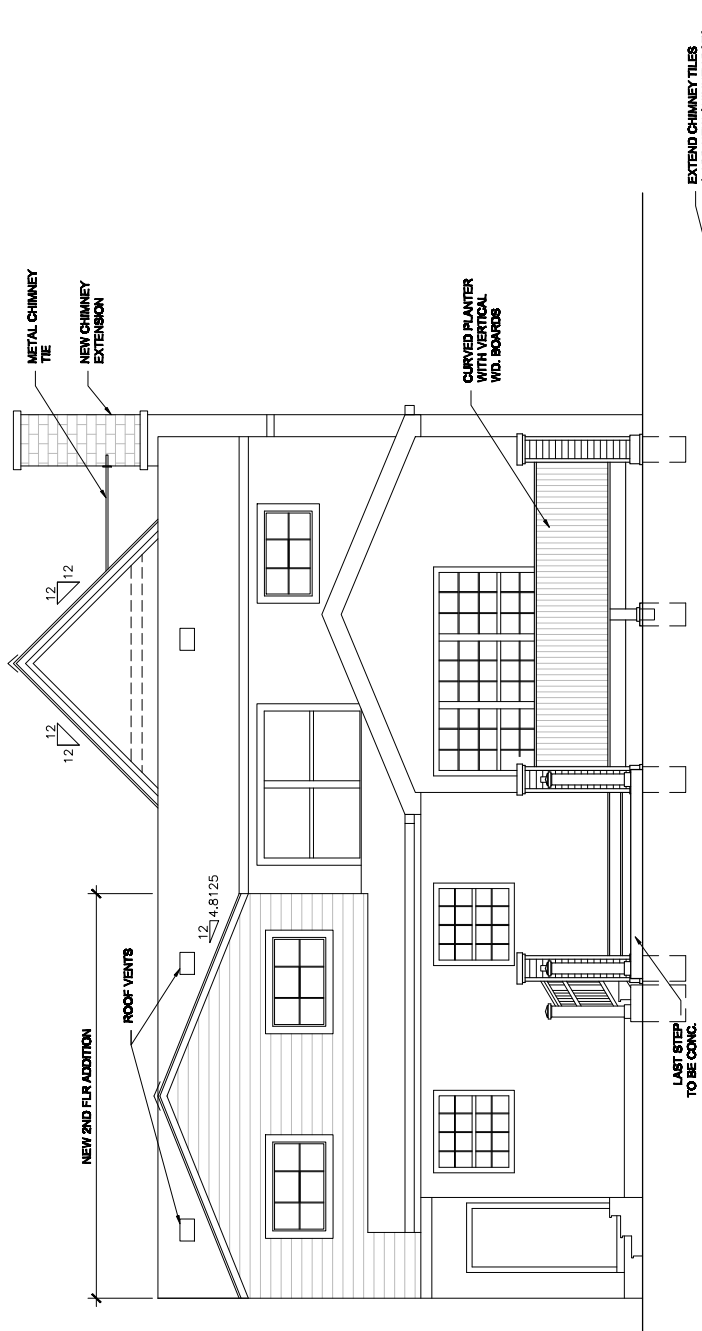 METAL CHIMNEY
TIE
NEW CHIMNEY
EXTENSION
12
12
12
12
NEW 2ND FLR ADDITION
ROOF VENTS
12
4.8125
CURVED PLANTER
WITH VERTICAL
WD. BOARDS
LAST STEP
TO BE CONC.
EXTEND CHIMNEY TILES